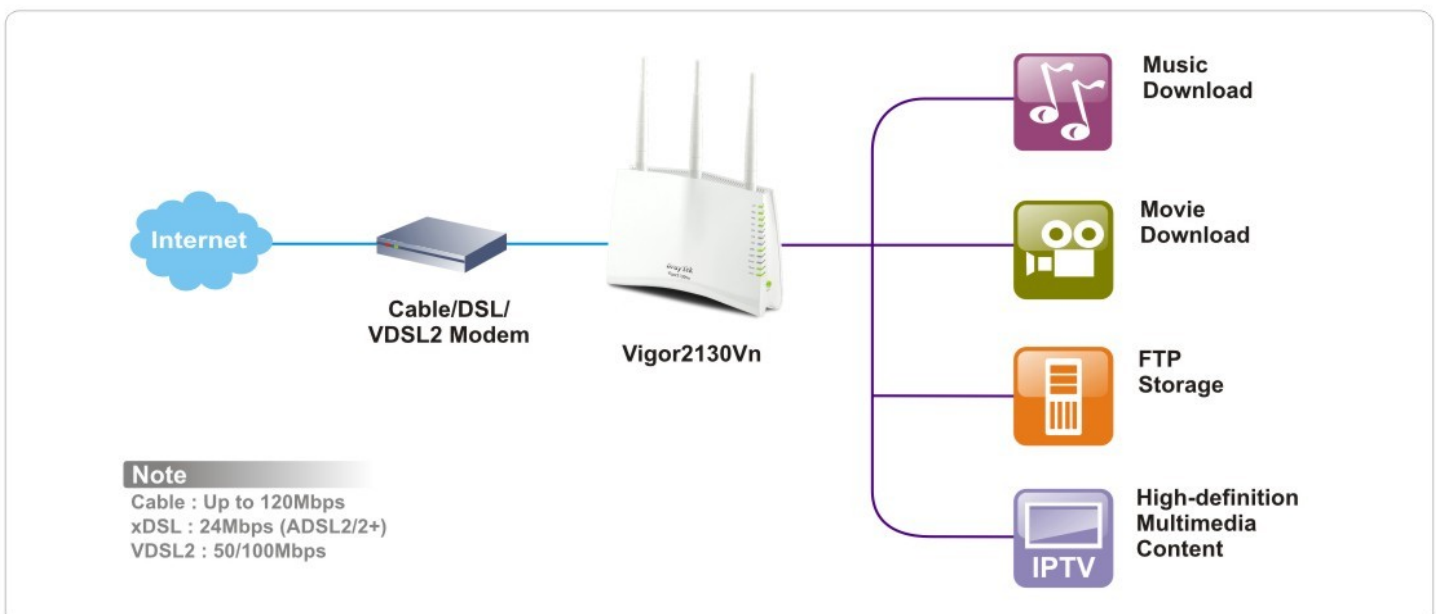 Music
Download
Internet
Movie
Download
Cable/DSL/
VDSL2 Modem
Vigor2130Vn
FTP
Storage
Note
Cable : Up to 120Mbps
xDSL : 24Mbps (ADSL2/2+)
VDSL2 : 50/100Mbps
High-definition
Multimedia
Content
IPTV